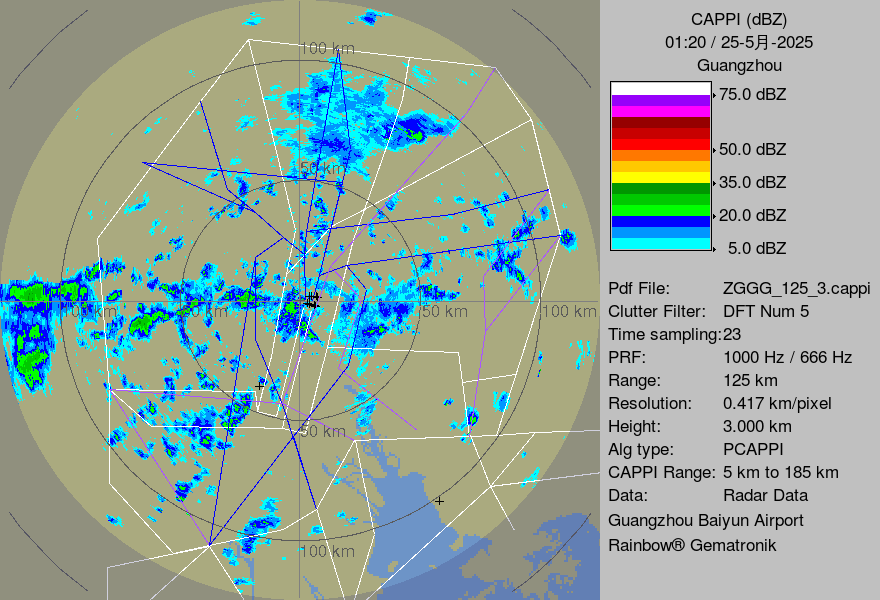 CAPPI (dBZ)
01:20 / 25-5月-2025
Guangzhou
75.0 dBZ
50.0 dBZ
35.0 dBZ
20.0 dBZ
5.0 dBZ
Pdf File: ZGGG_125_3.cappi
Clutter Filter: DFT Num 5
Time sampling:23
PRF: 1000 Hz / 666 Hz
Range: 125 km
Resolution: 0.417 km/pixel
Height: 3.000 km
Alg type: PCAPPI
CAPPI Range: 5 km to 185 km
Data: Radar Data
Guangzhou Baiyun Airport
Rainbow® Gematronik
100 km
50 km
100 km
50 km
50 km
100 km
50 km
100 km